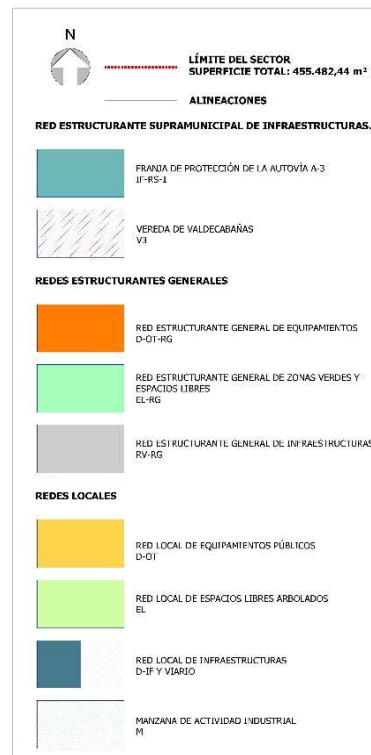 N
LÍMITE DEL SECTOR
SUPERFICIE TOTAL: 455.482,44 m²
ALINEACIONES
RED ESTRUCTURANTE SUPRAMUNICIPAL DE INFRAESTRUCTURAS.
FRANJA DE PROTECCIÓN DE LA AUTOVÍA A-3
IF-RS-1
VEREDA DE VALDECABAÑAS
V3
REDES ESTRUCTURANTES GENERALES
RED ESTRUCTURANTE GENERAL DE EQUIPAMIENTOS
D-OT-RG
RED ESTRUCTURANTE GENERAL DE ZONAS VERDES Y
ESPACIOS LIBRES
EL-RG
RED ESTRUCTURANTE GENERAL DE INFRAESTRUCTURAS
RV-RG
REDES LOCALES
RED LOCAL DE EQUIPAMIENTOS PÚBLICOS
D-OT
RED LOCAL DE ESPACIOS LIBRES ARBOLADOS
EL
RED LOCAL DE INFRAESTRUCTURAS
D-IF Y VIARIO
MANZANA DE ACTIVIDAD INDUSTRIAL
M